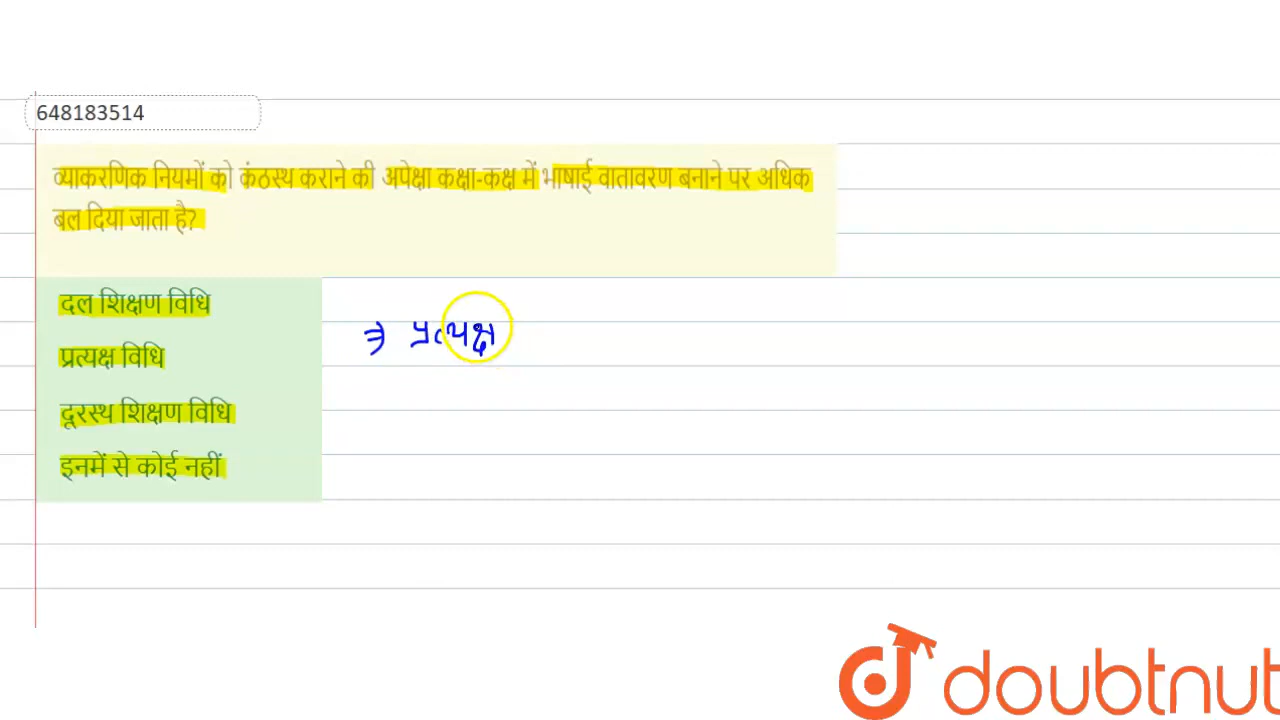 648183514
व्याकरणिक नियमों को कंठस्थ कराने की अपेक्षा कक्षा-कक्ष में भाषाई वातावरण बनाने पर अधिक
बल दिया जाता है?
दल शिक्षण विधि
⇒ प्रत्यक्ष
प्रत्यक्ष विधि
दूरस्थ शिक्षण विधि
इनमें से कोई नहीं
doubtnut